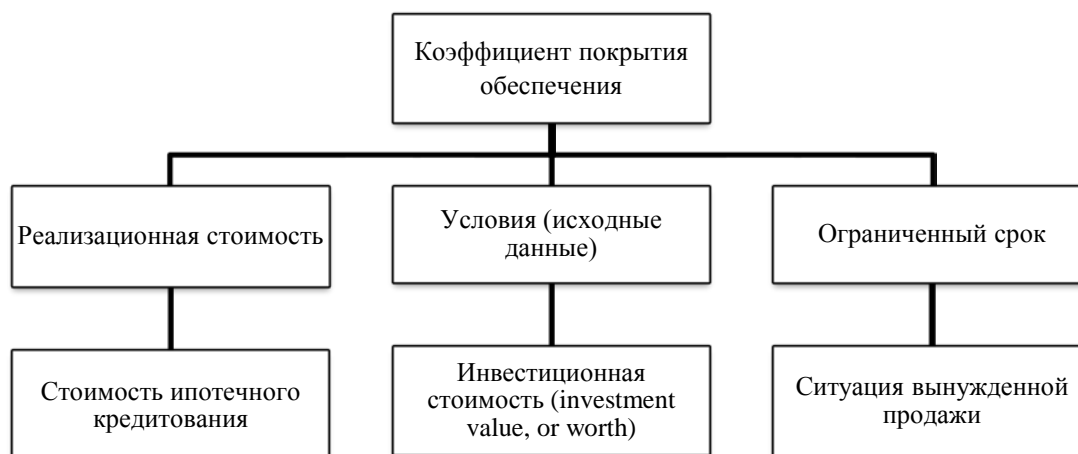 Коэффициент покрытия
обеспечения
Реализационная стоимость
Условия (исходные
данные)
Ограниченный срок
Стоимость ипотечного
кредитования
Инвестиционная
стоимость (investment
value, or worth)
Ситуация вынужденной
продажи